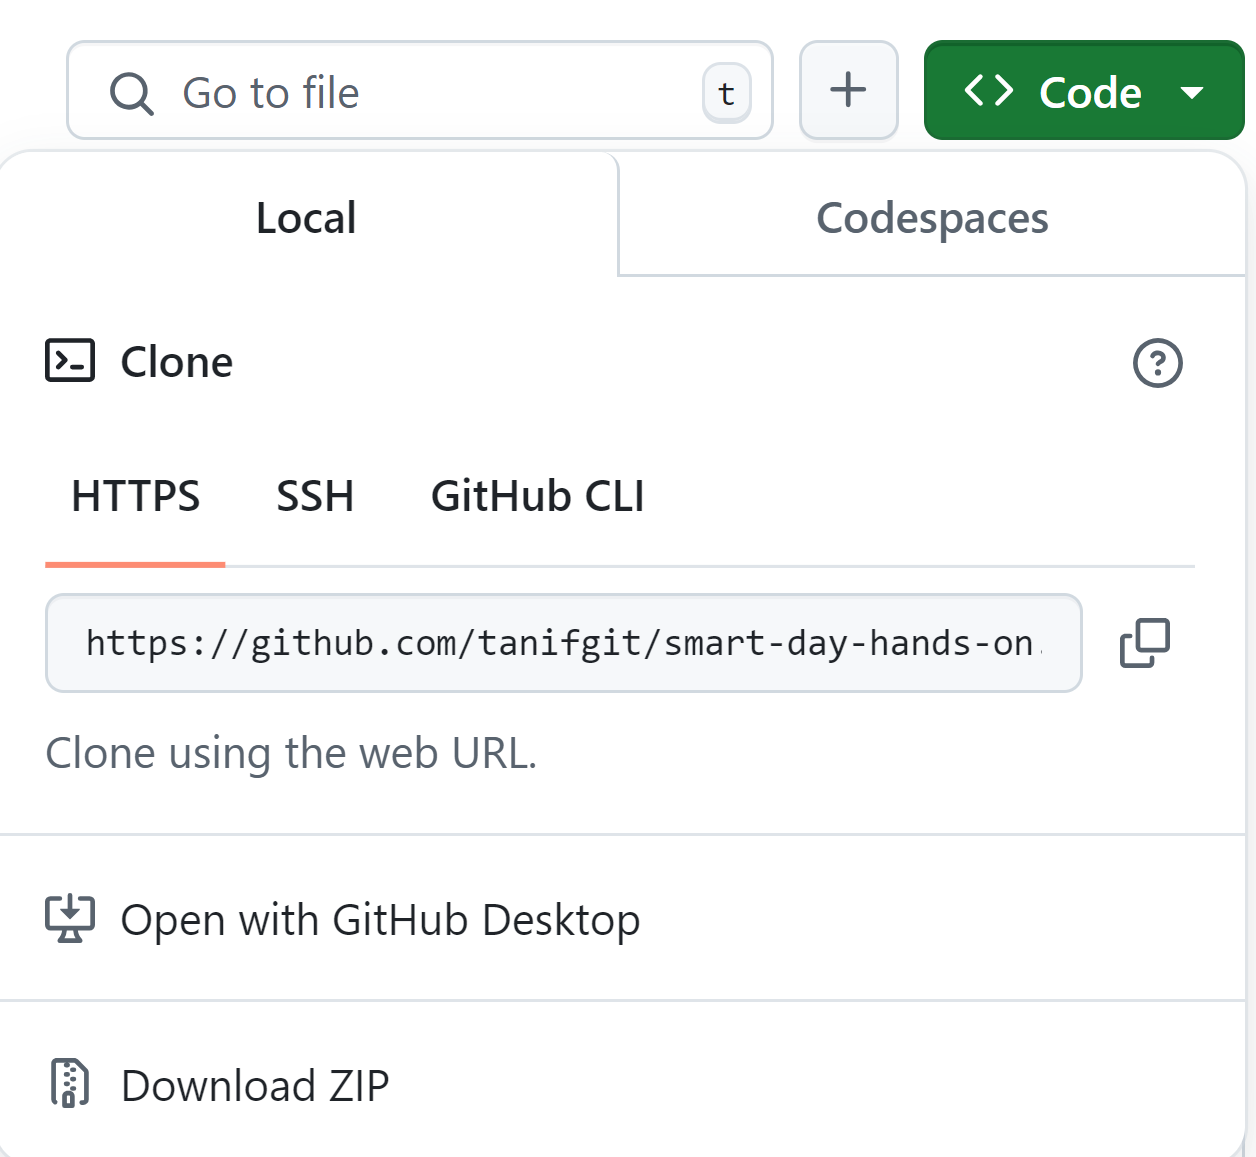 Go to file t + <> Code
Local Codespaces
Clone
HTTPS SSH GitHub CLI
https://github.com/tanifgit/smart-day-hands-on.
Clone using the web URL.
Open with GitHub Desktop
Download ZIP